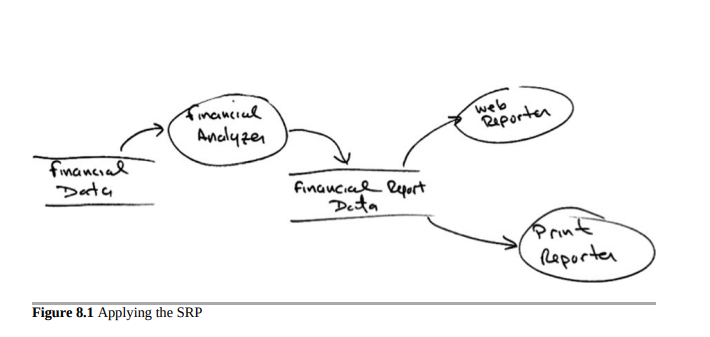 Financial
Data
Financial
Analyzer
Financial Report
Data
Web
Reporter
Print
Reporter
Figure 8.1 Applying the SRP